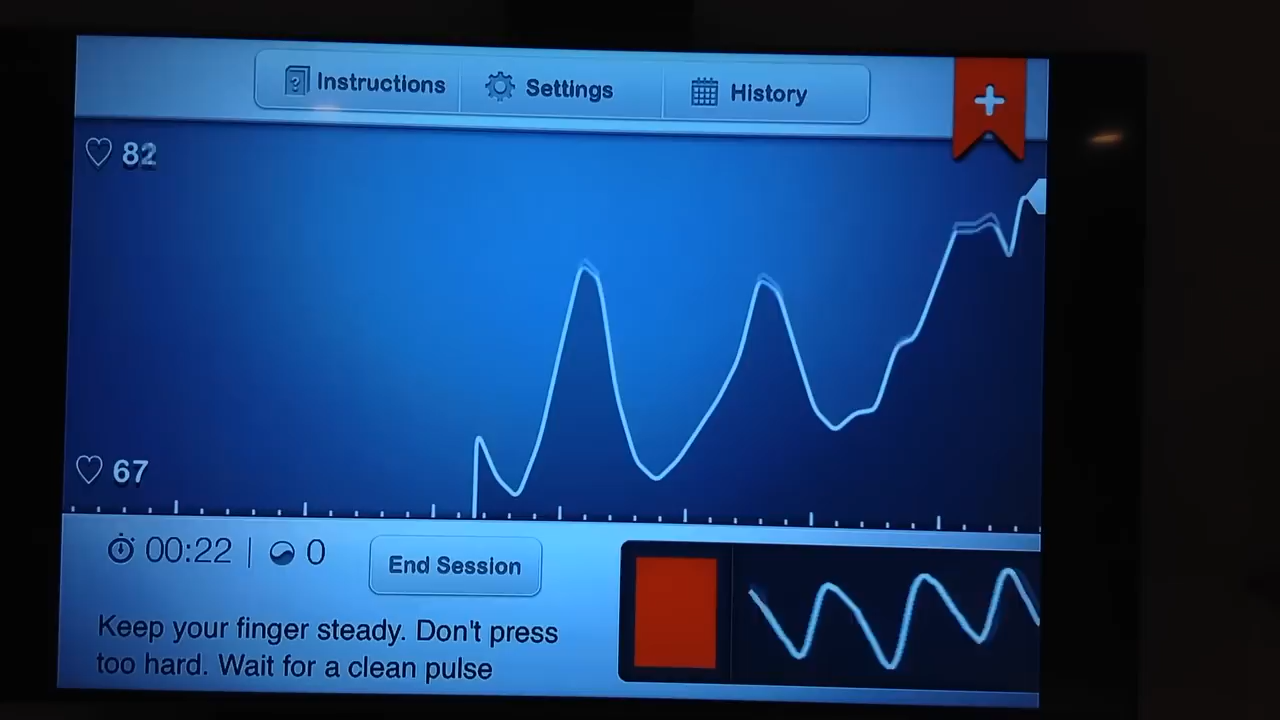 Instructions
Settings
History
82
67
00:22 | 0
End Session
Keep your finger steady. Don't press
too hard. Wait for a clean pulse